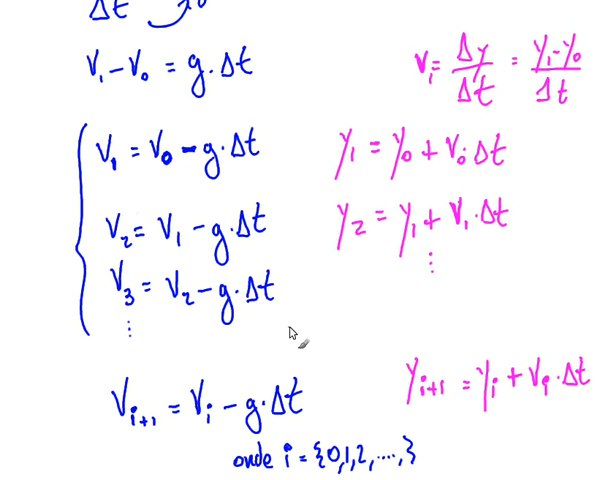 Δt
V₁ - V₀ = g·Δt
Vᵢ = Δy/Δt = (y₁-y₀)/Δt
V₁ = V₀ - g·Δt
y₁ = y₀ + V₀ Δt
V₂ = V₁ - g·Δt
y₂ = y₁ + V₁·Δt
V₃ = V₂ - g·Δt
⋮
⋮
yᵢ₊₁ = yᵢ + Vᵢ·Δt
Vᵢ₊₁ = Vᵢ - g·Δt
onde i = {0,1,2,....,}